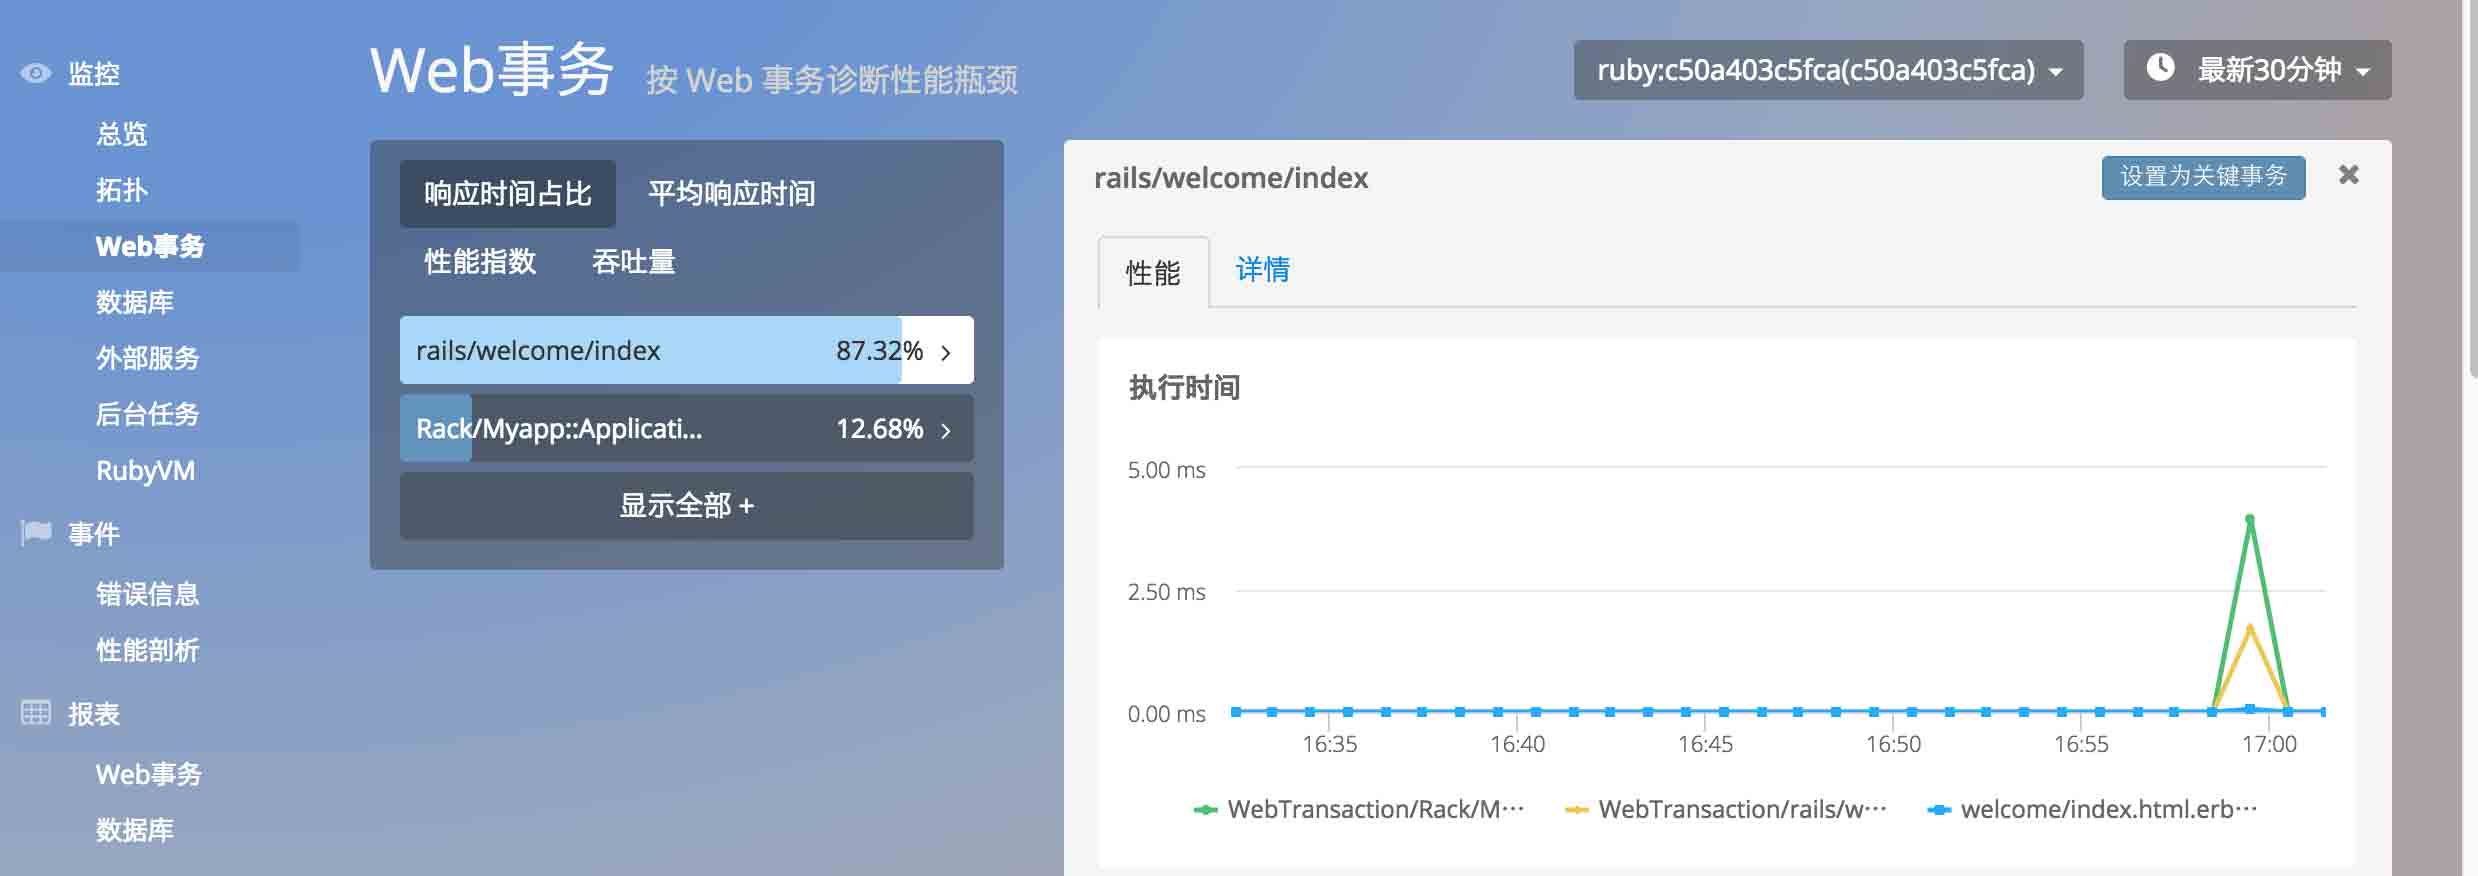 监控
总览
拓扑
Web事务
数据库
外部服务
后台任务
RubyVM
事件
错误信息
性能剖析
报表
Web事务
数据库
Web事务 按 Web 事务诊断性能瓶颈
ruby:c50a403c5fca(c50a403c5fca)
最新30分钟
响应时间占比 平均响应时间
性能指数 吞吐量
rails/welcome/index 87.32%
Rack/Myapp::Applicati... 12.68%
显示全部 +
rails/welcome/index
设置为关键事务
性能 详情
执行时间
5.00 ms
2.50 ms
0.00 ms
16:35 16:40 16:45 16:50 16:55 17:00
WebTransaction/Rack/M··· WebTransaction/rails/w··· welcome/index.html.erb···